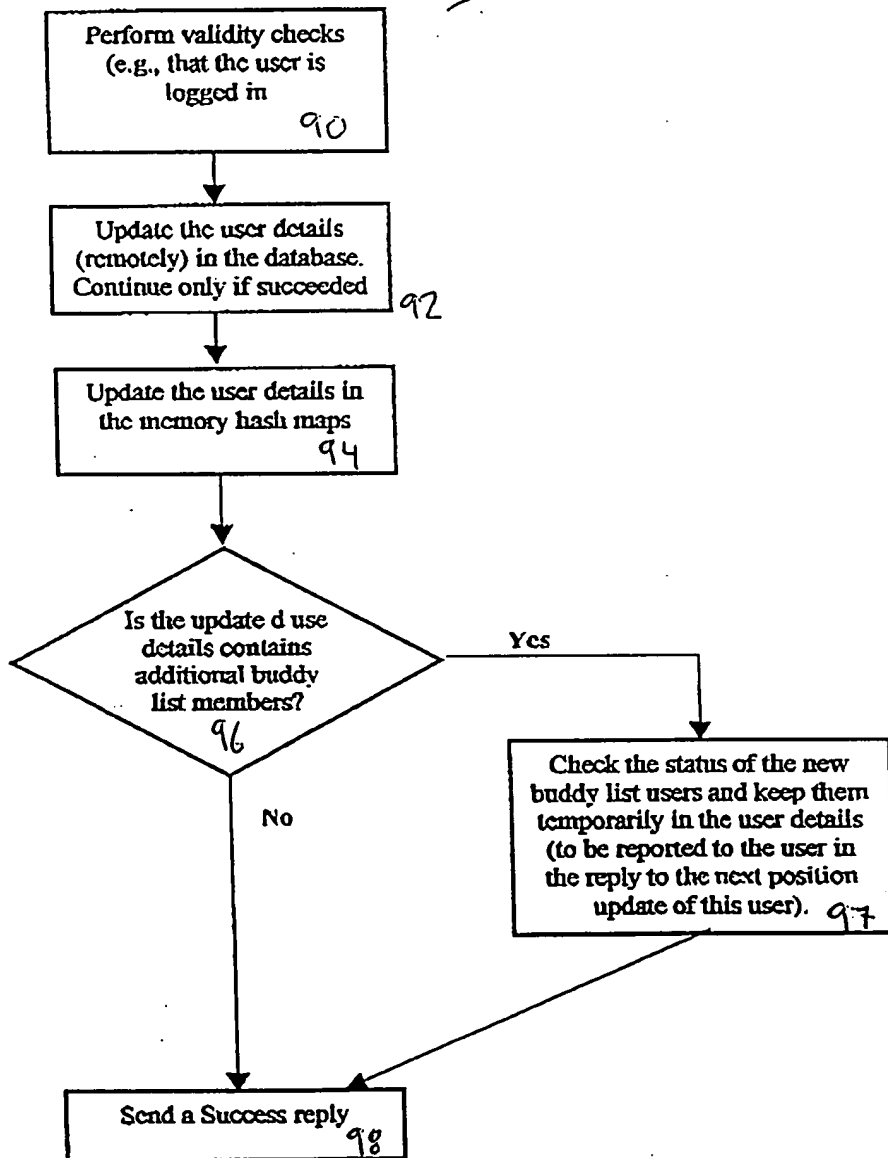 Perform validity checks
(e.g., that the user is
logged in
90
Update the user details
(remotely) in the database.
Continue only if succeeded
92
Update the user details in
the memory hash maps
94
Is the update d use
details contains
additional buddy
list members?
96
Yes
No
Check the status of the new
buddy list users and keep them
temporarily in the user details
(to be reported to the user in
the reply to the next position
update of this user).
97
Send a Success reply
98